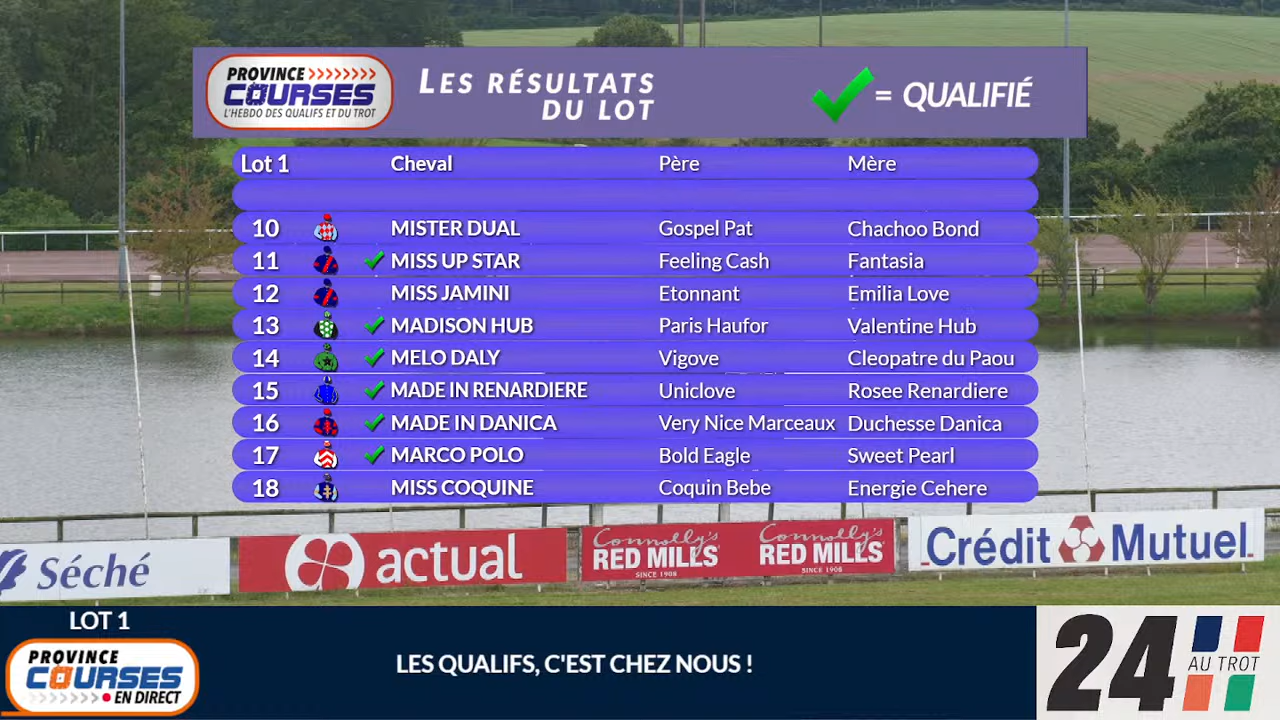 PROVINCE
COURSES
L'HEBDO DES QUALIFS ET DU TROT
LES RÉSULTATS
DU LOT
= QUALIFIÉ
Lot 1 Cheval Père Mère
10 MISTER DUAL Gospel Pat Chachoo Bond
11 MISS UP STAR Feeling Cash Fantasia
12 MISS JAMINI Etonnant Emilia Love
13 MADISON HUB Paris Haufor Valentine Hub
14 MELO DALY Vigove Cleopatre du Paou
15 MADE IN RENARDIERE Uniclove Rosee Renardiere
16 MADE IN DANICA Very Nice Marceaux Duchesse Danica
17 MARCO POLO Bold Eagle Sweet Pearl
18 MISS COQUINE Coquin Bebe Energie Cehere
Séché
actual
Connolly's
RED MILLS
SINCE 1908
Connolly's
RED MILLS
SINCE 1908
Crédit Mutuel
LOT 1
PROVINCE
COURSES
EN DIRECT
LES QUALIFS, C'EST CHEZ NOUS !
24
AU TROT